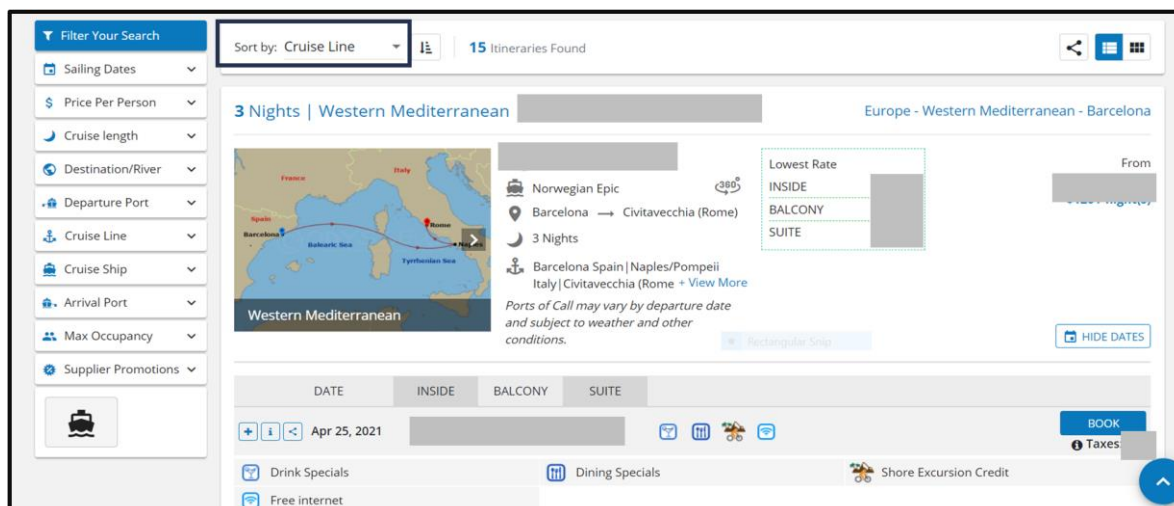 Filter Your Search
Sailing Dates
Price Per Person
Cruise length
Destination/River
Departure Port
Cruise Line
Cruise Ship
Arrival Port
Max Occupancy
Supplier Promotions
Sort by: Cruise Line
15 Itineraries Found
3 Nights | Western Mediterranean
Europe - Western Mediterranean - Barcelona
France
Italy
Spain
Barcelona
Rome
Balearic Sea
Tyrrhenian Sea
Western Mediterranean
Norwegian Epic
360°
Barcelona → Civitavecchia (Rome)
3 Nights
Barcelona Spain|Naples/Pompeii
Italy|Civitavecchia (Rome + View More
Ports of Call may vary by departure date
and subject to weather and other
conditions.
Lowest Rate
INSIDE
BALCONY
SUITE
From
Rectangular Snip
HIDE DATES
DATE INSIDE BALCONY SUITE
Apr 25, 2021
BOOK
Taxes
Drink Specials
Dining Specials
Shore Excursion Credit
Free internet